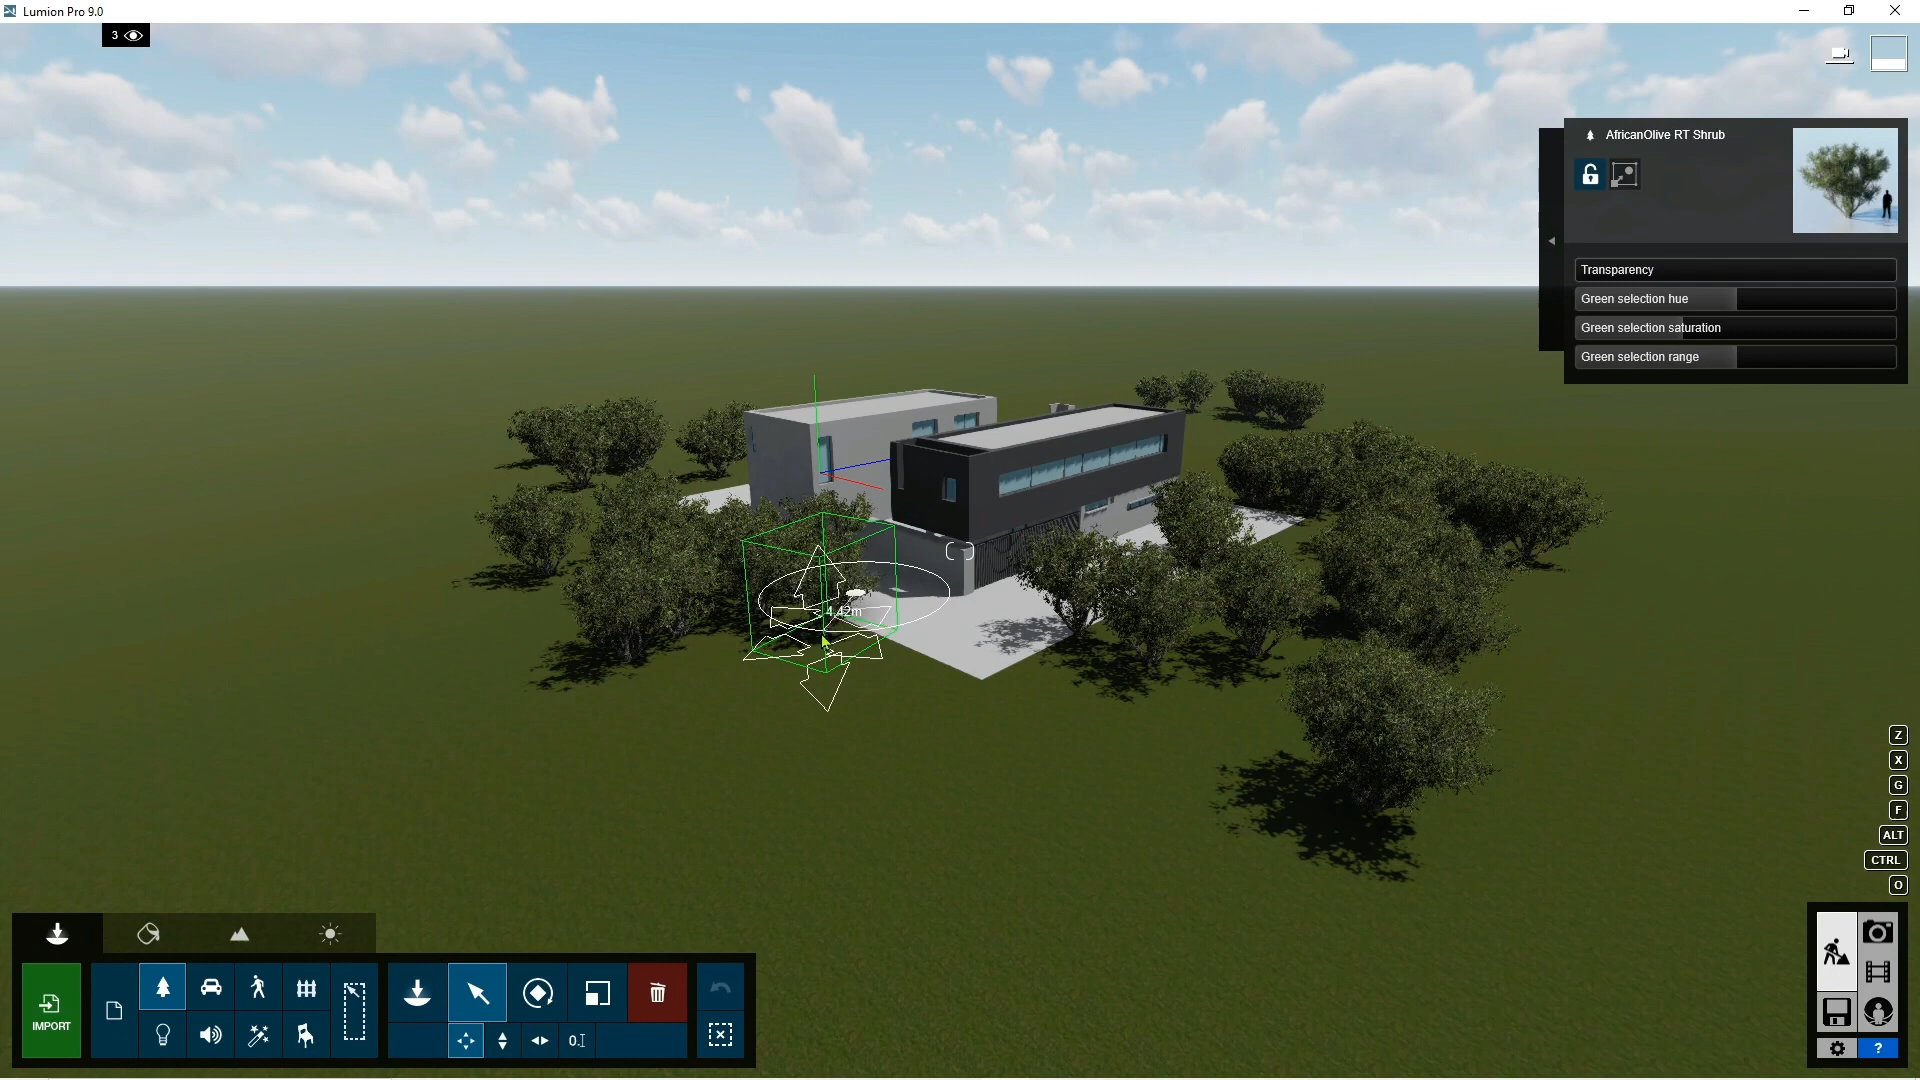 Lumion Pro 9.0
3
AfricanOlive RT Shrub
Transparency
Green selection hue
Green selection saturation
Green selection range
4.42m
Z
X
G
F
ALT
CTRL
O
IMPORT
0.
?